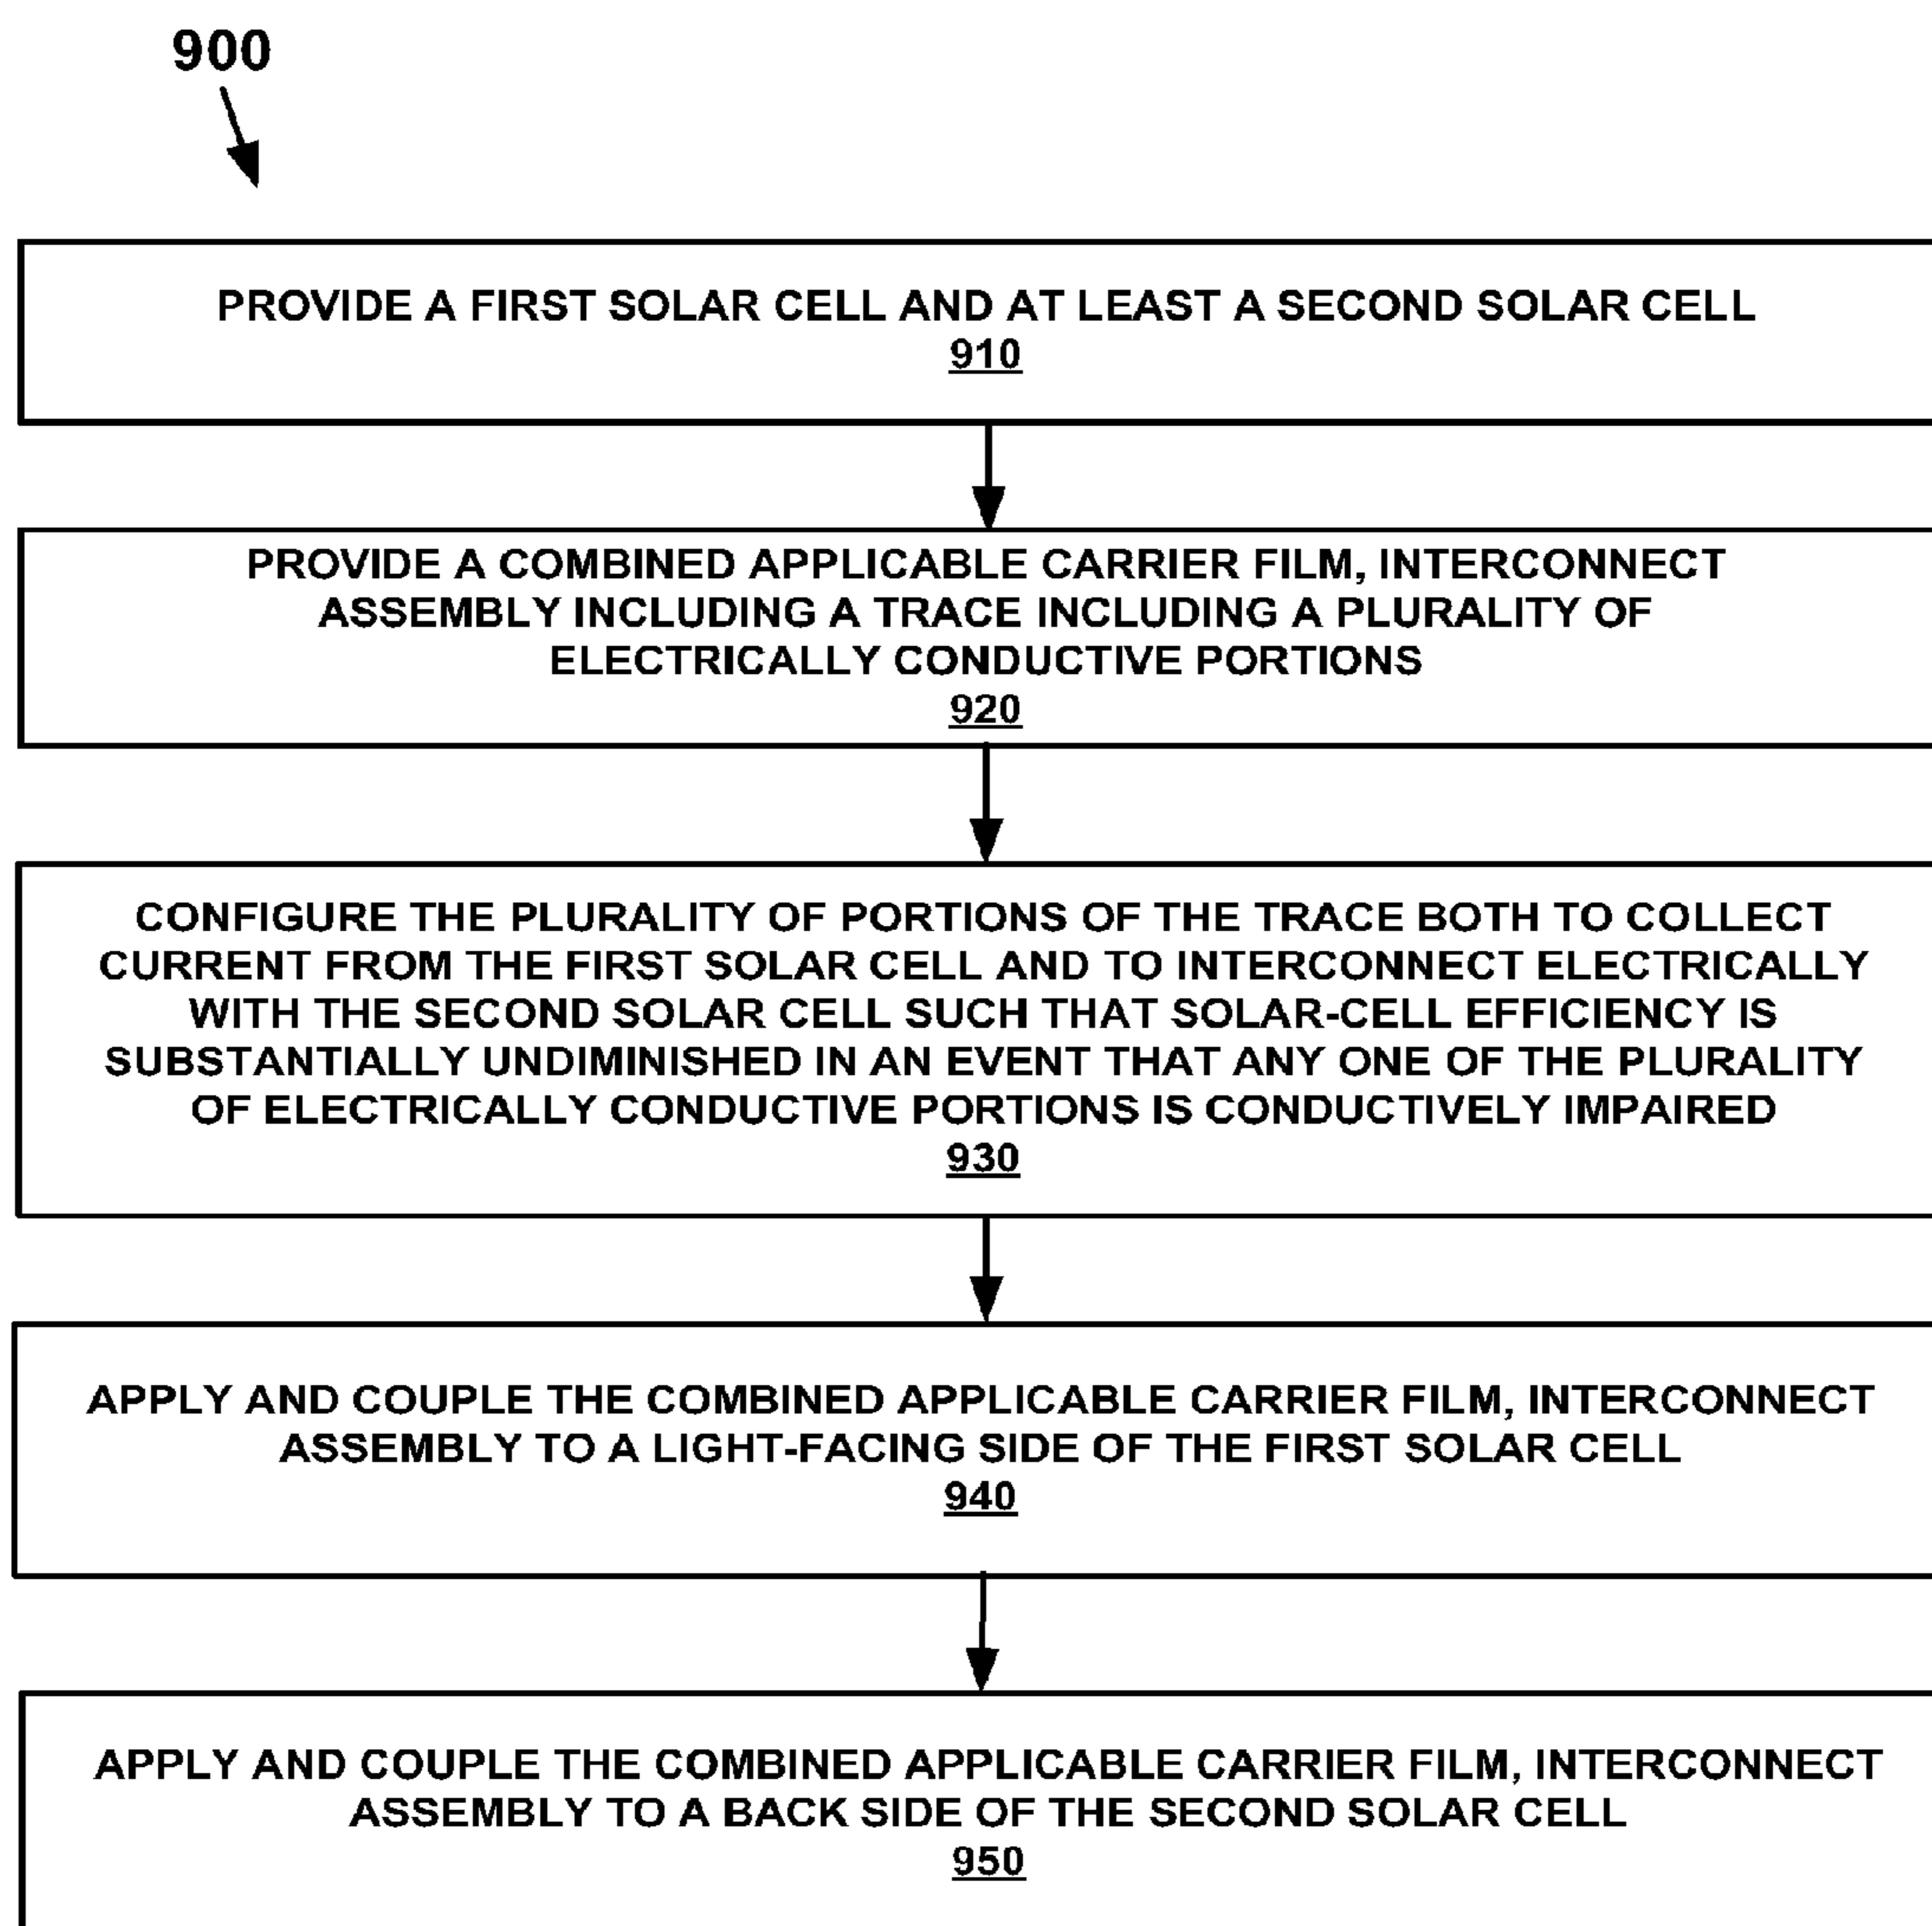 900
PROVIDE A FIRST SOLAR CELL AND AT LEAST A SECOND SOLAR CELL
910
PROVIDE A COMBINED APPLICABLE CARRIER FILM, INTERCONNECT
ASSEMBLY INCLUDING A TRACE INCLUDING A PLURALITY OF
ELECTRICALLY CONDUCTIVE PORTIONS
920
CONFIGURE THE PLURALITY OF PORTIONS OF THE TRACE BOTH TO COLLECT
CURRENT FROM THE FIRST SOLAR CELL AND TO INTERCONNECT ELECTRICALLY
WITH THE SECOND SOLAR CELL SUCH THAT SOLAR-CELL EFFICIENCY IS
SUBSTANTIALLY UNDIMINISHED IN AN EVENT THAT ANY ONE OF THE PLURALITY
OF ELECTRICALLY CONDUCTIVE PORTIONS IS CONDUCTIVELY IMPAIRED
930
APPLY AND COUPLE THE COMBINED APPLICABLE CARRIER FILM, INTERCONNECT
ASSEMBLY TO A LIGHT-FACING SIDE OF THE FIRST SOLAR CELL
940
APPLY AND COUPLE THE COMBINED APPLICABLE CARRIER FILM, INTERCONNECT
ASSEMBLY TO A BACK SIDE OF THE SECOND SOLAR CELL
950